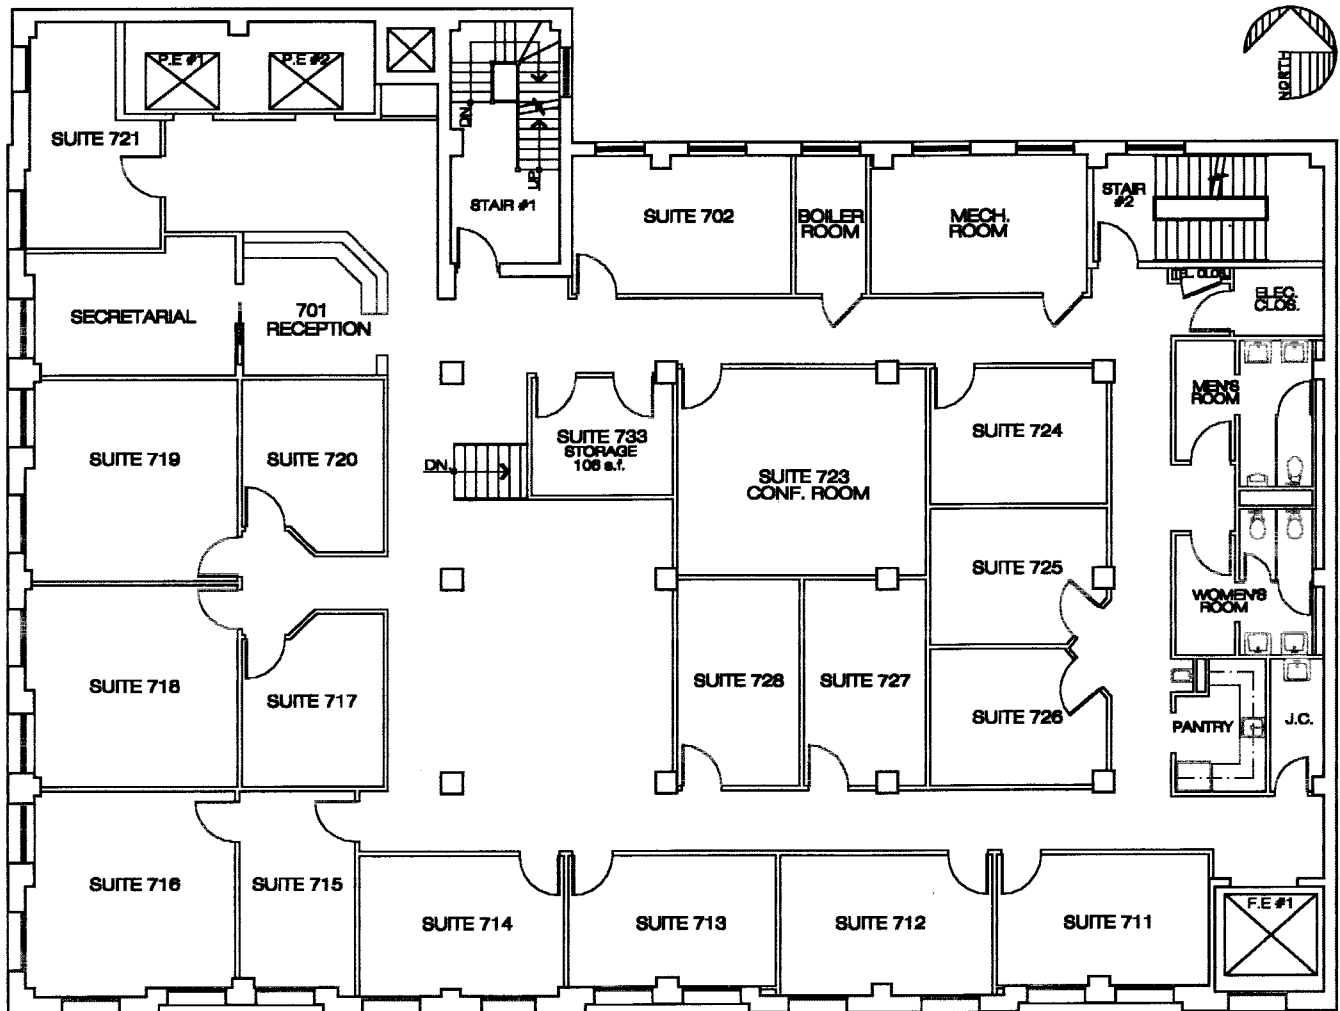 P.E #1
P.E #2
NORTH
DN.
UP
SUITE 721
STAIR #1
SUITE 702
BOILER
ROOM
MECH.
ROOM
STAIR
#2
TEL. CLOS.
ELEC.
CLOS.
SECRETARIAL
701
RECEPTION
MEN'S
ROOM
SUITE 719
SUITE 720
DN.
SUITE 733
STORAGE
106 s.f.
SUITE 723
CONF. ROOM
SUITE 724
SUITE 725
WOMEN'S
ROOM
SUITE 718
SUITE 717
SUITE 728
SUITE 727
SUITE 726
PANTRY
J.C.
SUITE 716
SUITE 715
SUITE 714
SUITE 713
SUITE 712
SUITE 711
F.E #1